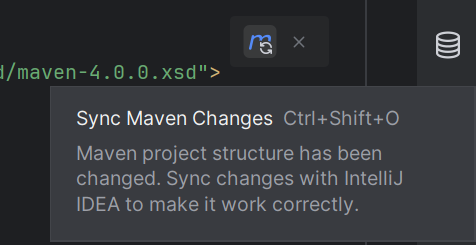 m
d/maven-4.0.0.xsd">
Sync Maven Changes Ctrl+Shift+O
Maven project structure has been
changed. Sync changes with IntelliJ
IDEA to make it work correctly.